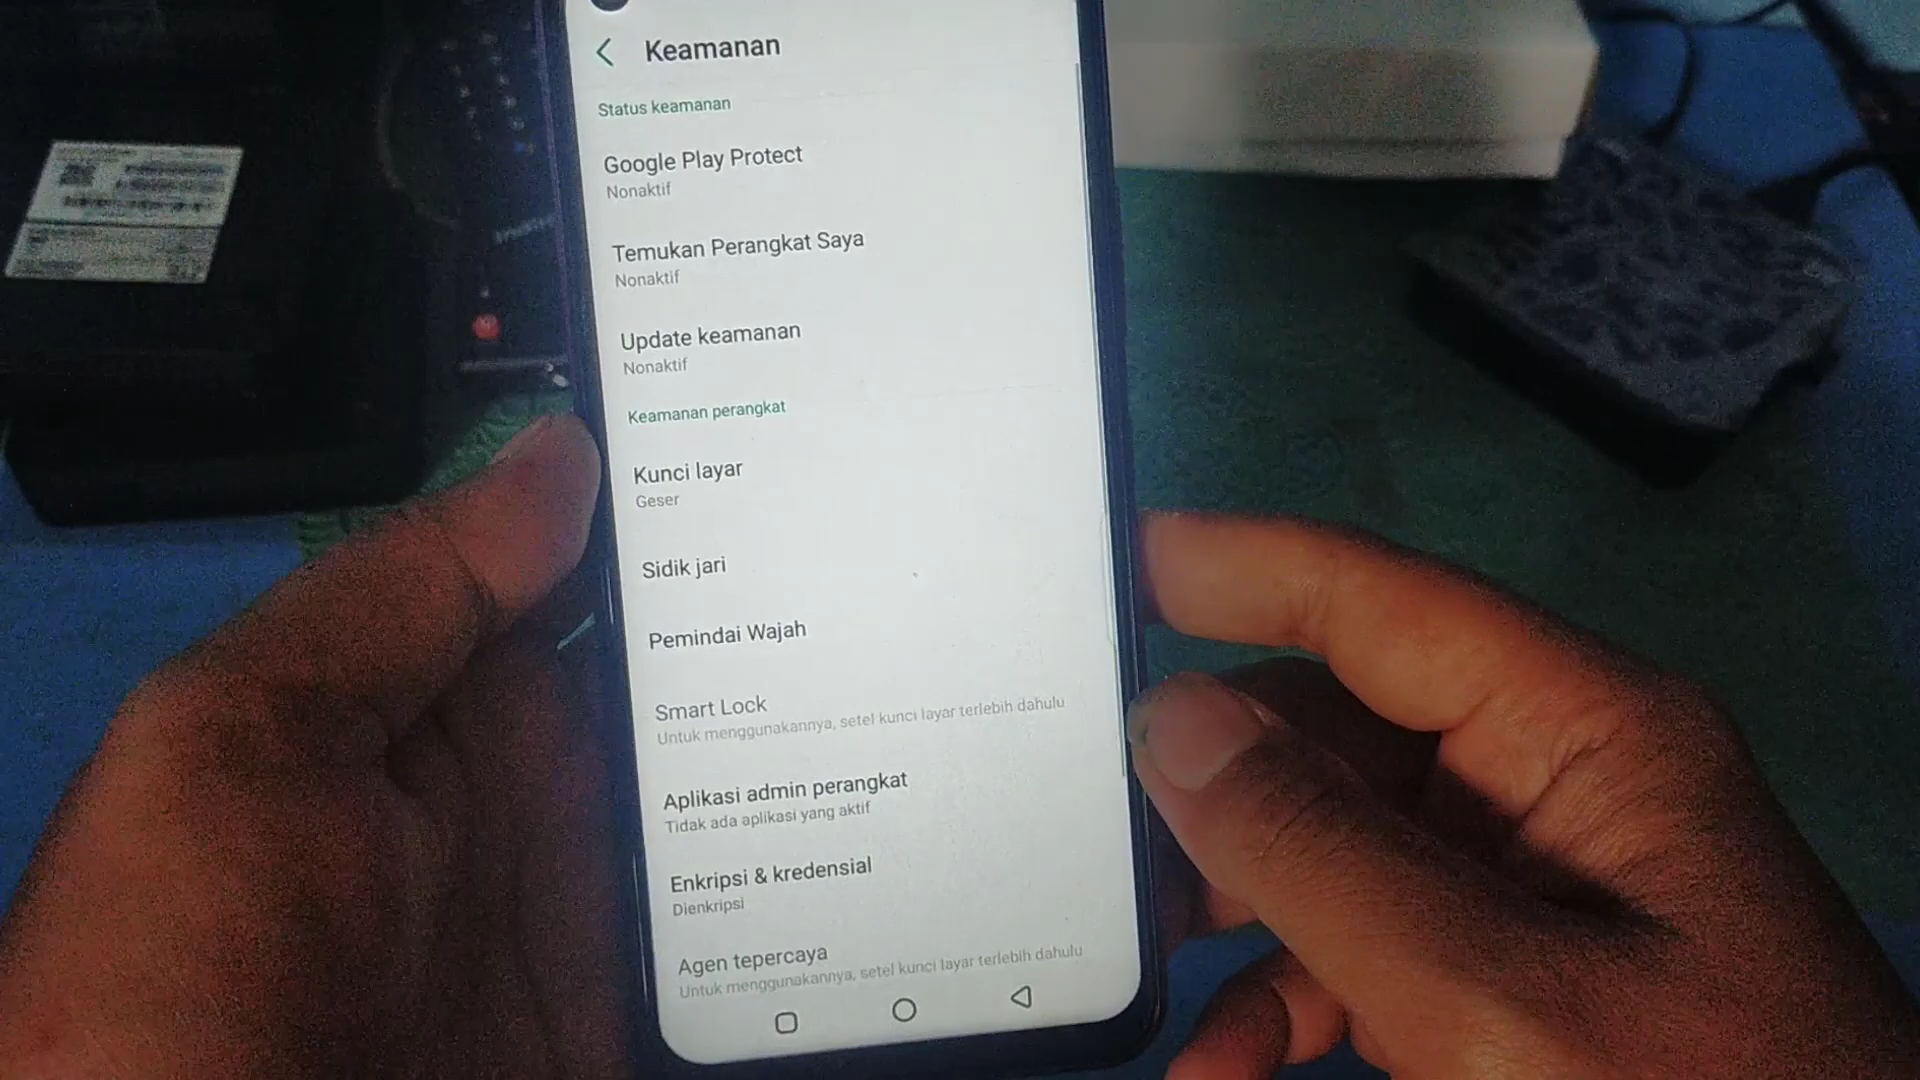 Keamanan
Status keamanan
Google Play Protect
Nonaktif
Temukan Perangkat Saya
Nonaktif
Update keamanan
Nonaktif
Keamanan perangkat
Kunci layar
Geser
Sidik jari
Pemindai Wajah
Smart Lock
Untuk menggunakannya, setel kunci layar terlebih dahulu
Aplikasi admin perangkat
Tidak ada aplikasi yang aktif
Enkripsi & kredensial
Dienkripsi
Agen tepercaya
Untuk menggunakannya, setel kunci layar terlebih dahulu